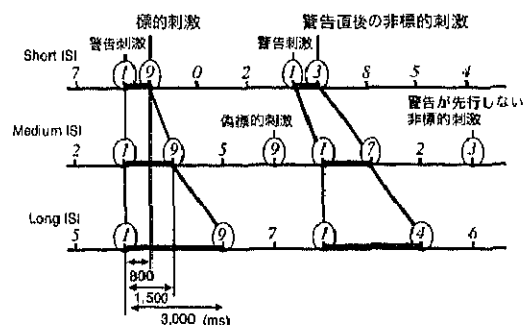 標的刺激 警告直後の非標的刺激
警告刺激 警告刺激
Short ISI
7 1 9 0 2 1 3 8 5 4
偽標的刺激 警告が先行しない
非標的刺激
Medium ISI
2 1 9 5 9 1 7 2 3
Long ISI
5 1 9 7 1 4 6
800
1,500
3,000 (ms)